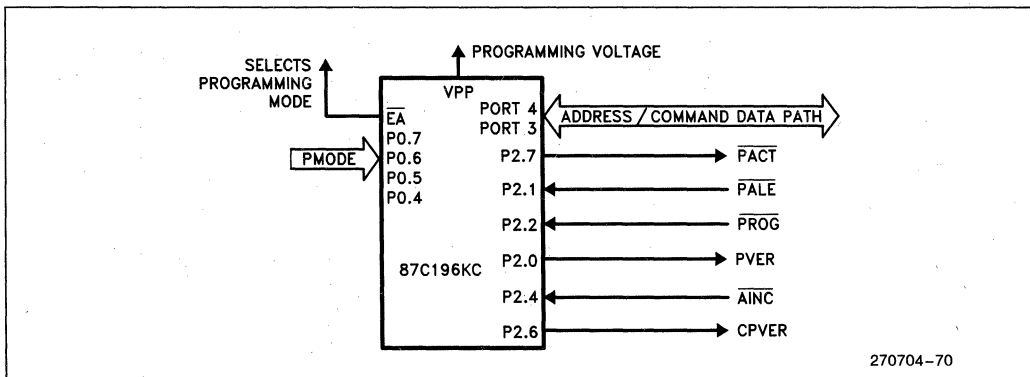 PROGRAMMING VOLTAGE
SELECTS
PROGRAMMING
MODE
VPP
EA
PORT 4
PORT 3
ADDRESS / COMMAND DATA PATH
P0.7
P0.6
P0.5
P0.4
PMODE
P2.7
PACT
P2.1
PALE
P2.2
PROG
87C196KC
P2.0
PVER
P2.4
AINC
P2.6
CPVER
270704-70